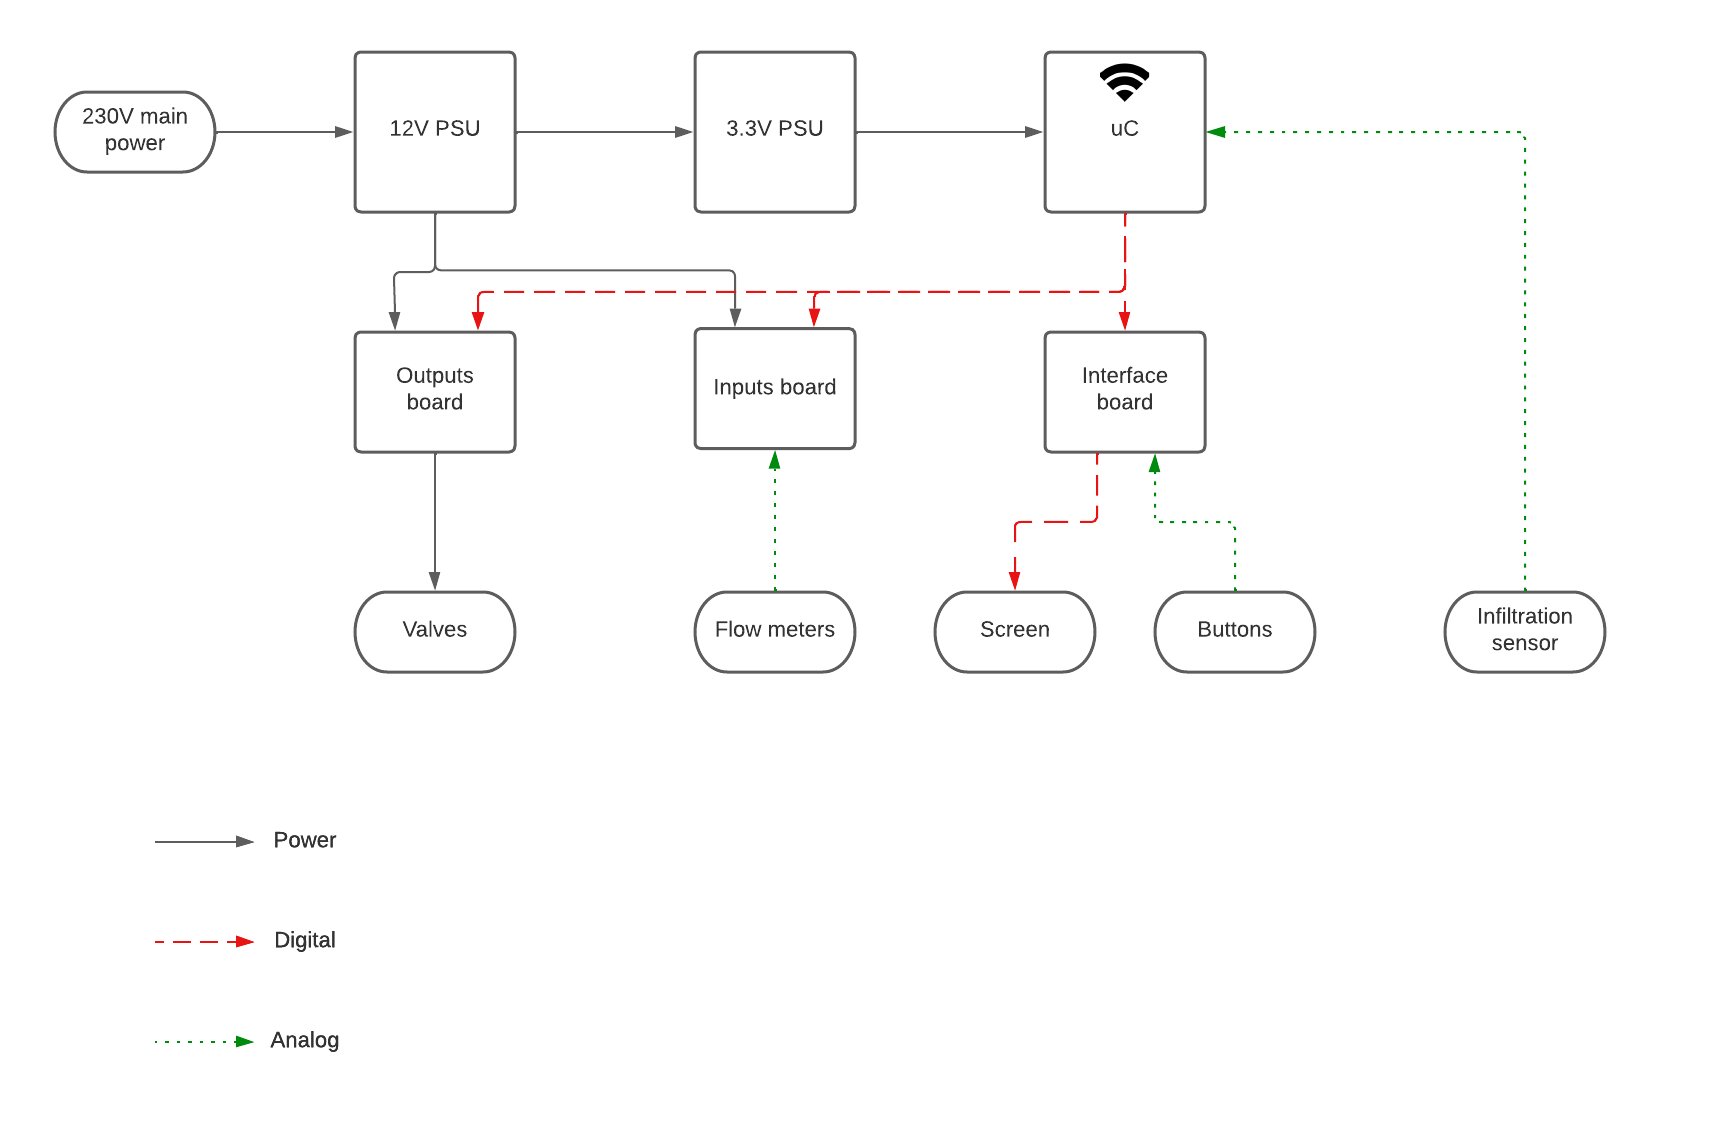 230V main
power
12V PSU
3.3V PSU
uC
Outputs
board
Inputs board
Interface
board
Valves
Flow meters
Screen
Buttons
Infiltration
sensor
Power
Digital
Analog